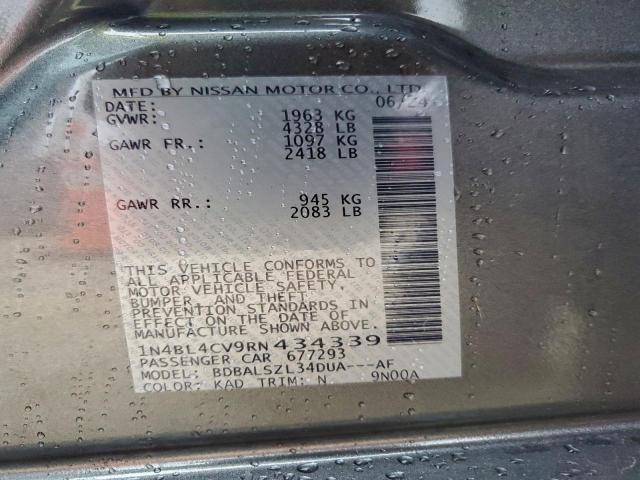 MFD BY NISSAN MOTOR CO., LTD
DATE: 06/24
GVWR: 1963 KG
4328 LB
GAWR FR.: 1097 KG
2418 LB
GAWR RR.: 945 KG
2083 LB
THIS VEHICLE CONFORMS TO
ALL APPLICABLE FEDERAL
MOTOR VEHICLE SAFETY,
BUMPER, AND THEFT
PREVENTION STANDARDS IN
EFFECT ON THE DATE OF
MANUFACTURE SHOWN ABOVE.
1N4BL4CV9RN434339
PASSENGER CAR 677293
MODEL: BDBALSZL34DUA---AF
COLOR: KAD TRIM: N 9N00A